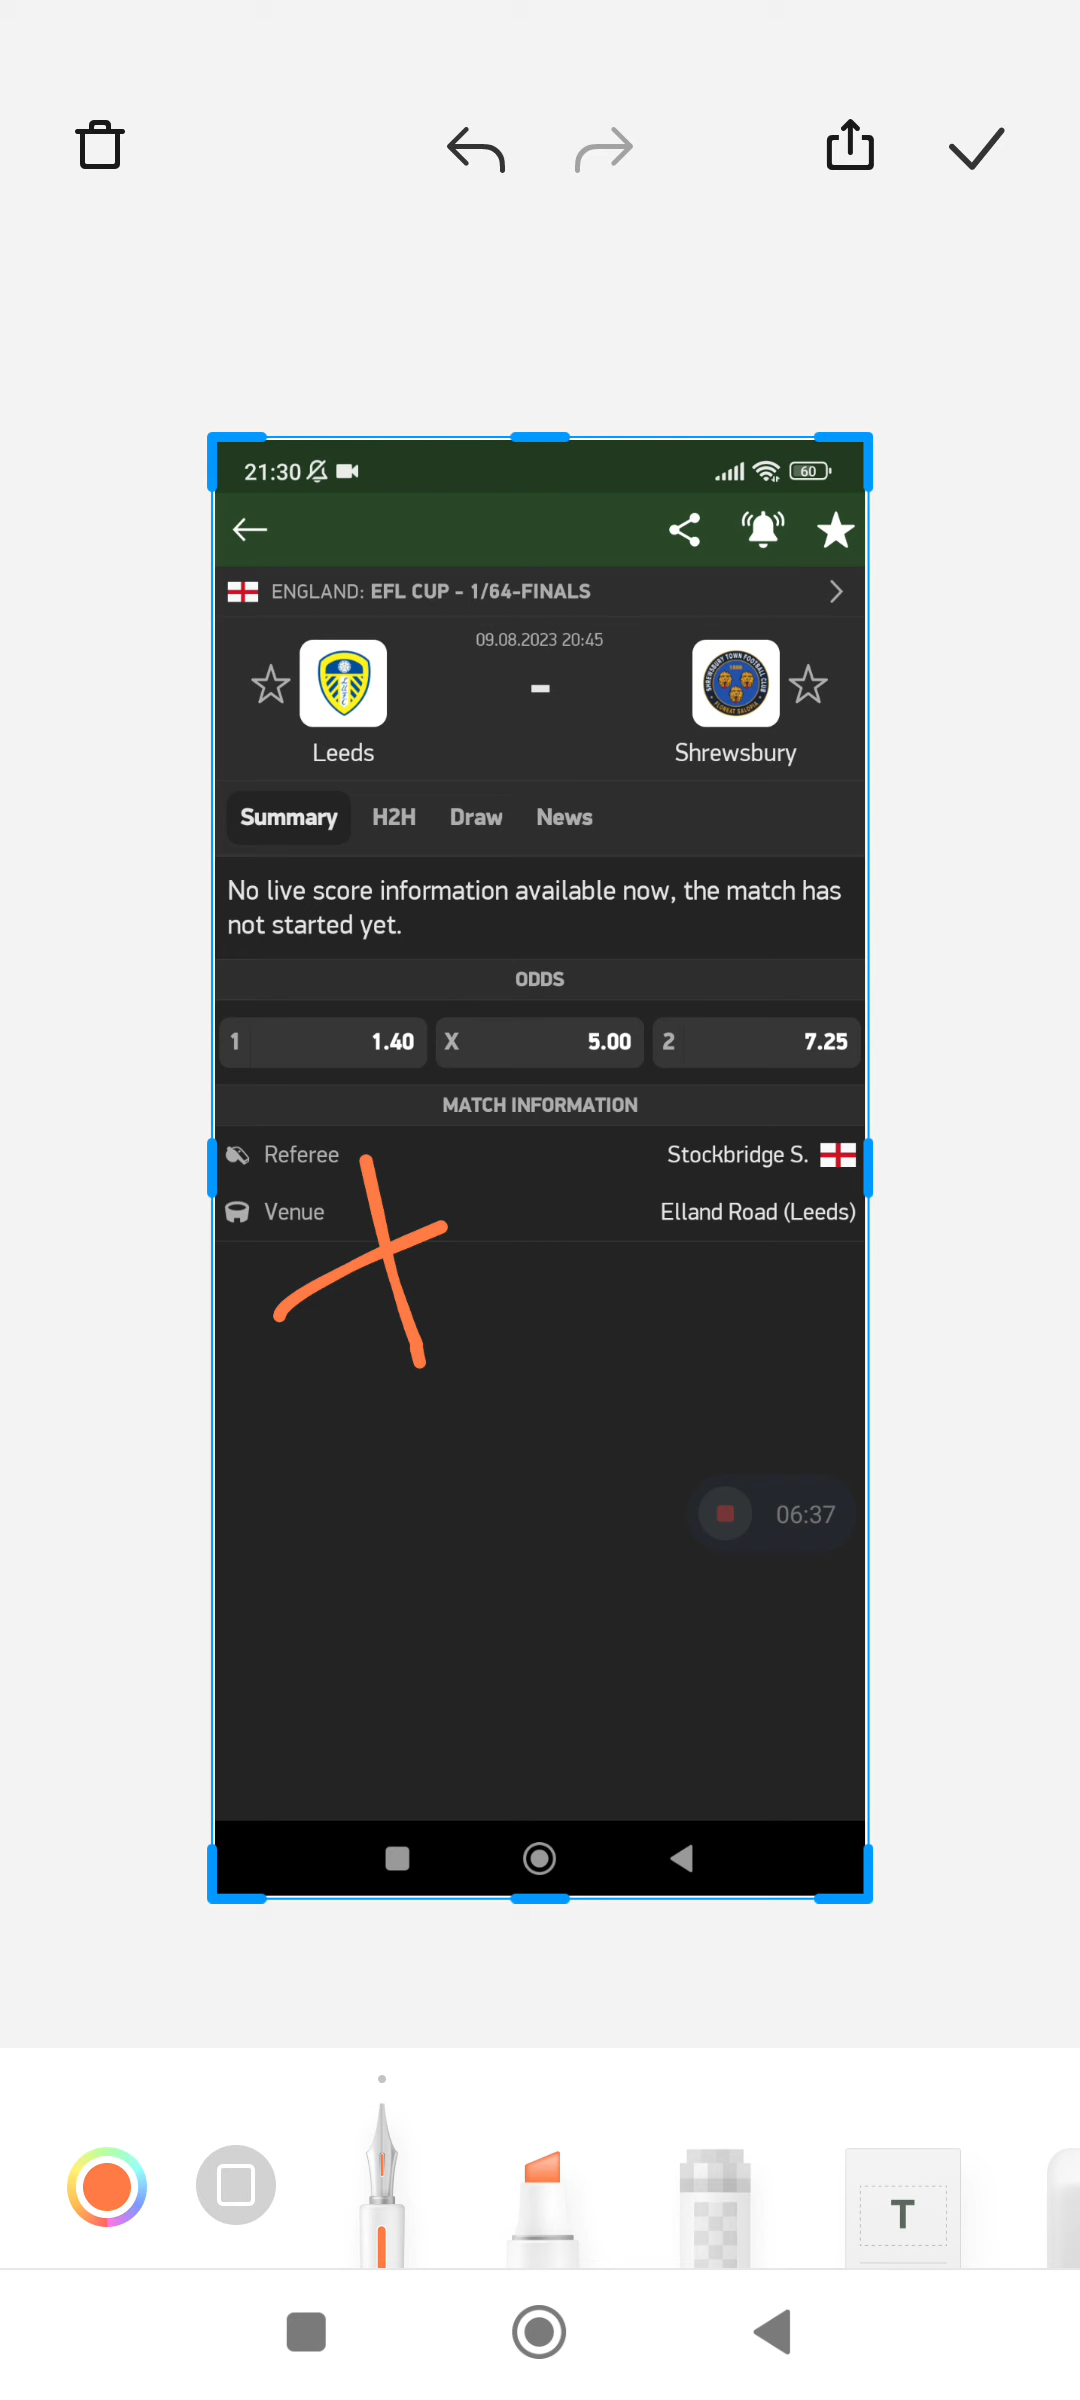 21:30
60
ENGLAND: EFL CUP - 1/64-FINALS
09.08.2023 20:45
-
Leeds
Shrewsbury
Summary H2H Draw News
No live score information available now, the match has
not started yet.
ODDS
1 1.40 X 5.00 2 7.25
MATCH INFORMATION
Referee Stockbridge S.
Venue Elland Road (Leeds)
06:37
T